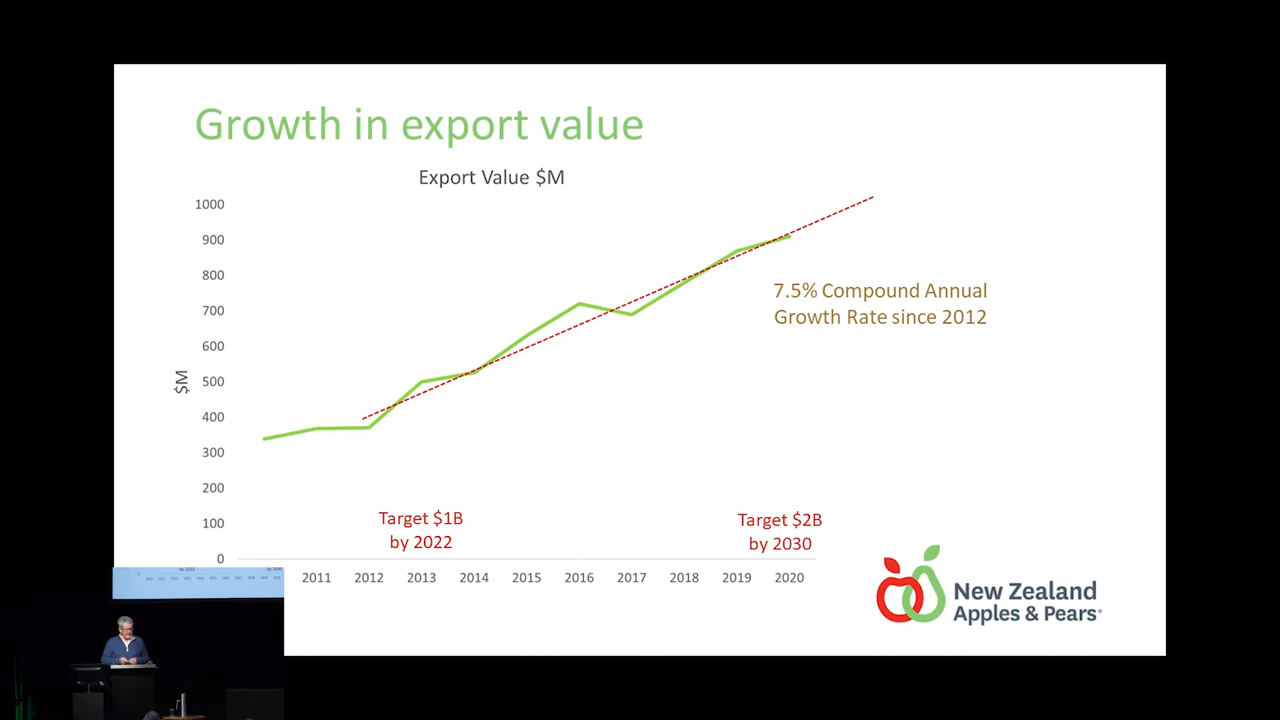 Growth in export value
Export Value $M
1000
900
800
700
600
500
400
300
200
100
0
$M
7.5% Compound Annual
Growth Rate since 2012
Target $1B
by 2022
Target $2B
by 2030
2011 2012 2013 2014 2015 2016 2017 2018 2019 2020
New Zealand
Apples & Pears